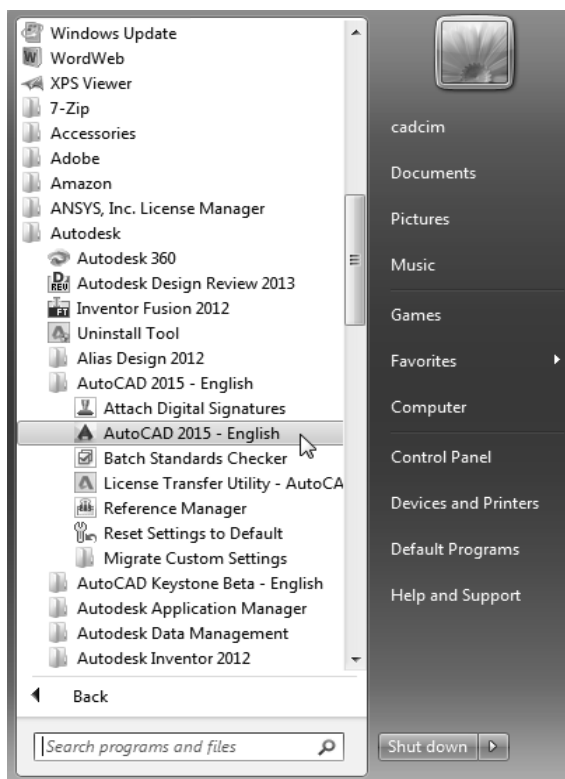 Windows Update
WordWeb
XPS Viewer
7-Zip
Accessories
Adobe
Amazon
ANSYS, Inc. License Manager
Autodesk
Autodesk 360
Autodesk Design Review 2013
Inventor Fusion 2012
Uninstall Tool
Alias Design 2012
AutoCAD 2015 - English
Attach Digital Signatures
AutoCAD 2015 - English
Batch Standards Checker
License Transfer Utility - AutoCA
Reference Manager
Reset Settings to Default
Migrate Custom Settings
AutoCAD Keystone Beta - English
Autodesk Application Manager
Autodesk Data Management
Autodesk Inventor 2012
Back
Search programs and files
cadcim
Documents
Pictures
Music
Games
Favorites
Computer
Control Panel
Devices and Printers
Default Programs
Help and Support
Shut down